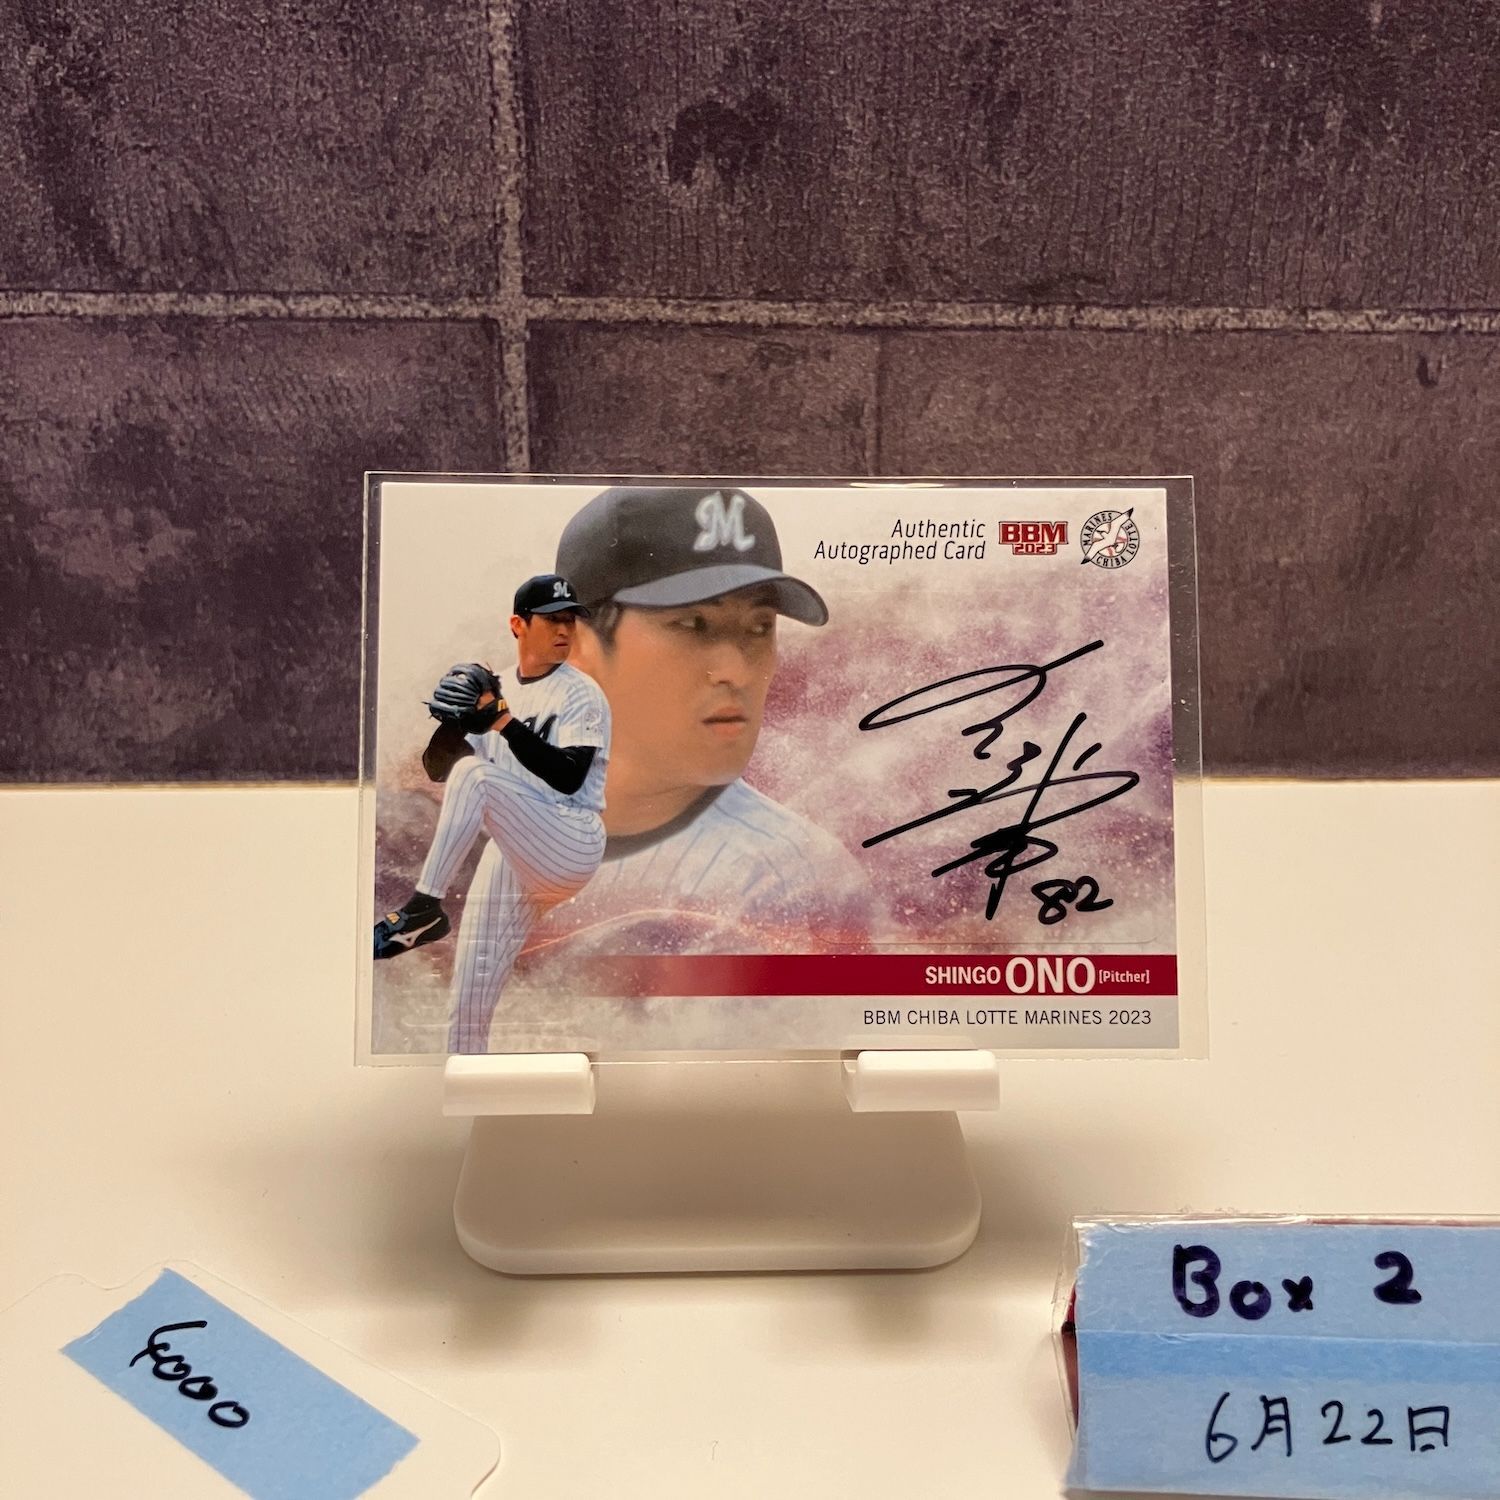 M
M
M
Authentic
Autographed Card
BBM
2023
MARINES
CHIBA LOTTE
82
SHINGO ONO [Pitcher]
BBM CHIBA LOTTE MARINES 2023
Box 2
6月22日